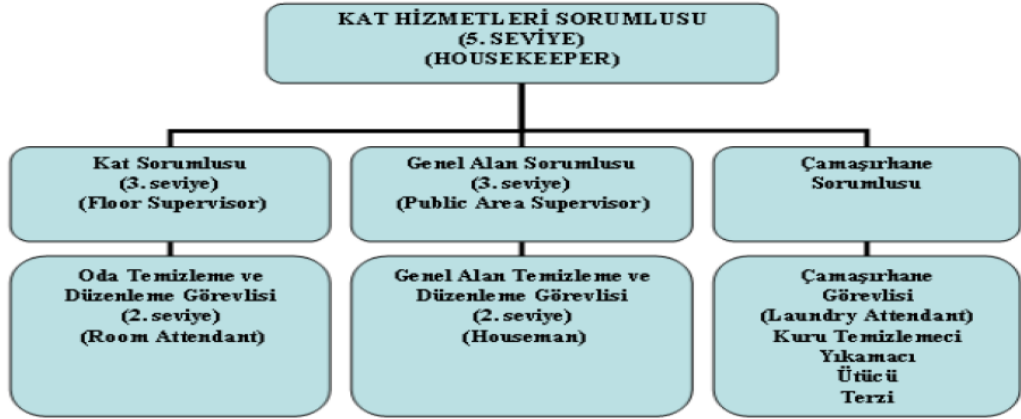 KAT HİZMETLERİ SORUMLUSU
(5. SEVİYE)
(HOUSEKEEPER)
Kat Sorumlusu
(3. seviye)
(Floor Supervisor)
Genel Alan Sorumlusu
(3. seviye)
(Public Area Supervisor)
Çamaşırhane
Sorumlusu
Oda Temizleme ve
Düzenleme Görevlisi
(2. seviye)
(Room Attendant)
Genel Alan Temizleme ve
Düzenleme Görevlisi
(2. seviye)
(Houseman)
Çamaşırhane
Görevlisi
(Laundry Attendant)
Kuru Temizlemeci
Yıkamacı
Ütücü
Terzi